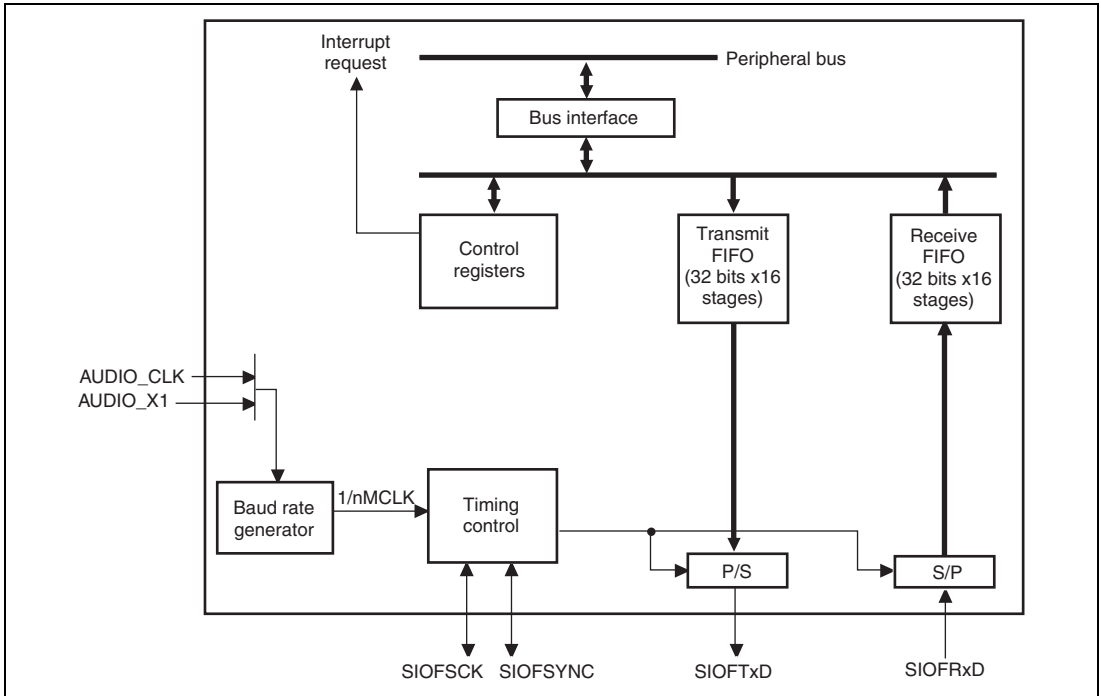 Interrupt
request
Peripheral bus
Bus interface
Control
registers
Transmit
FIFO
(32 bits x16
stages)
Receive
FIFO
(32 bits x16
stages)
AUDIO_CLK
AUDIO_X1
Baud rate
generator
1/nMCLK
Timing
control
P/S
S/P
SIOFSCK
SIOFSYNC
SIOFTxD
SIOFRxD